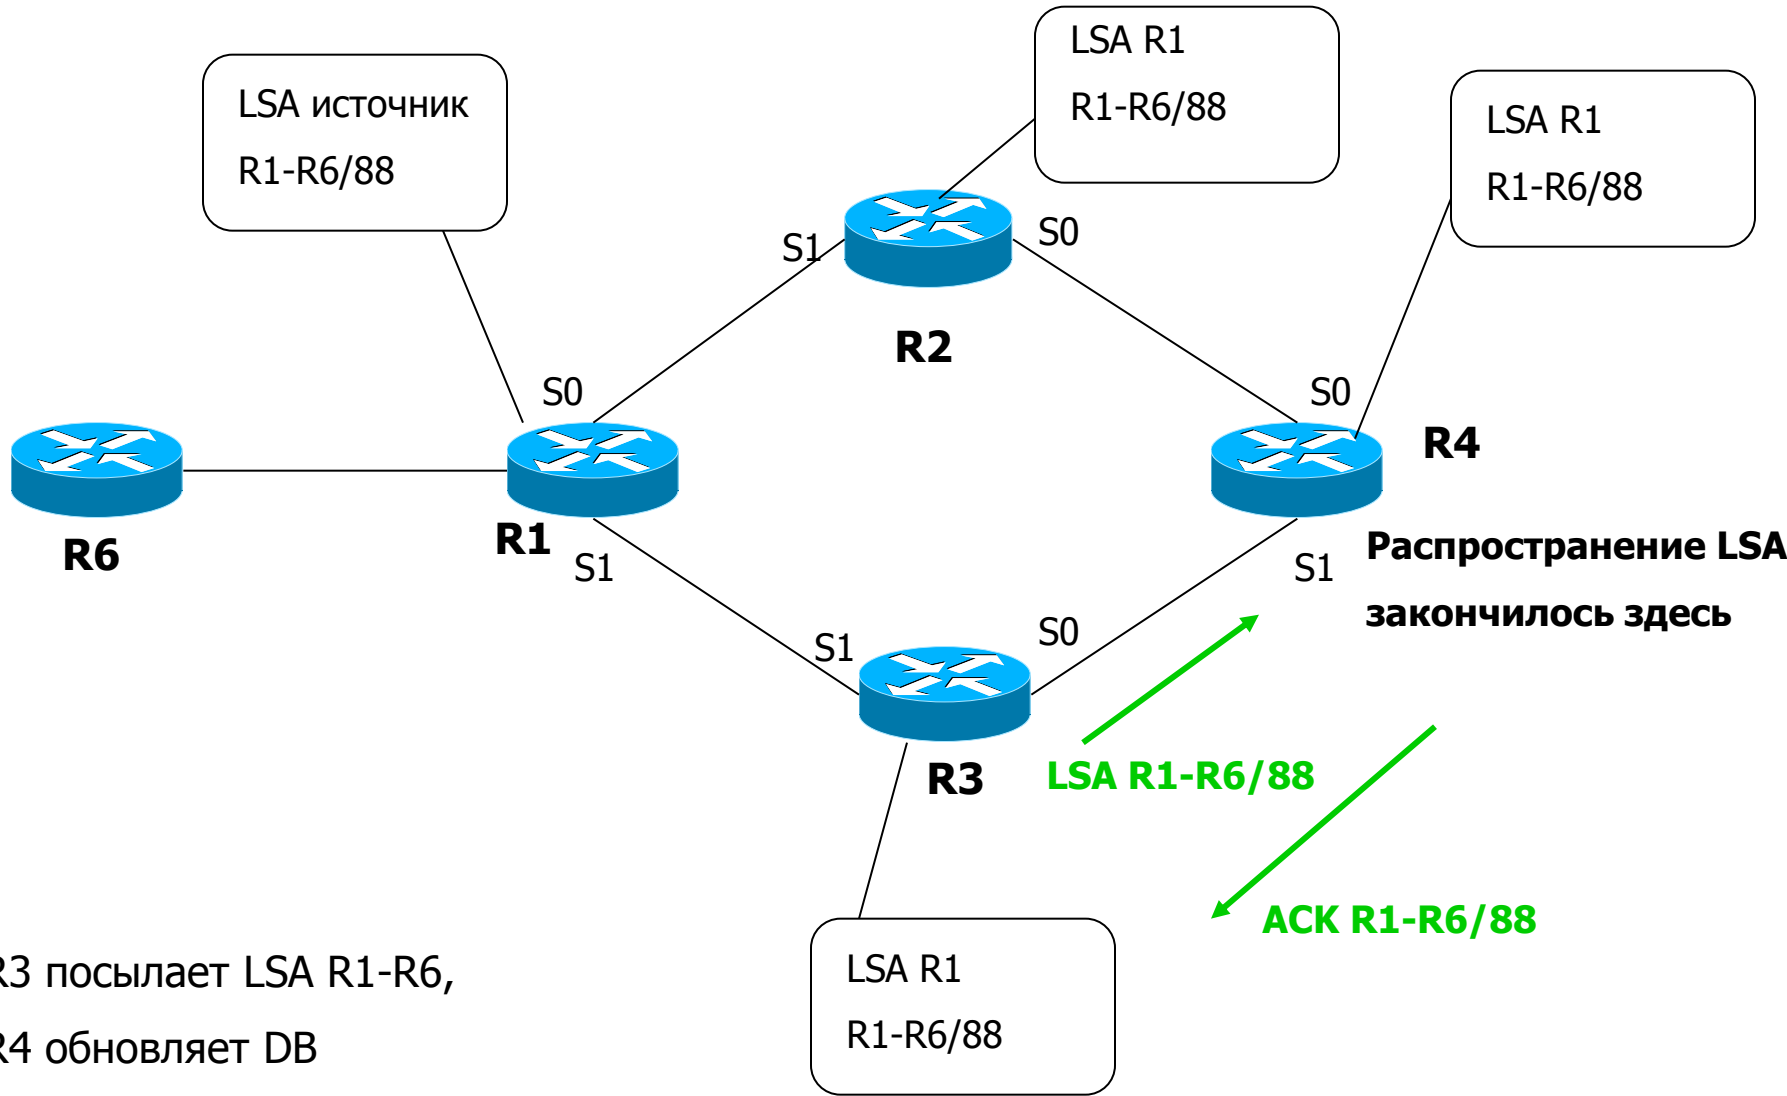 LSA R1
R1-R6/88
LSA источник
R1-R6/88
LSA R1
R1-R6/88
S1
S0
R2
S0
S0
R4
R6
R1
S1
S1
Распространение LSA
закончилось здесь
S1
S0
R3
LSA R1-R6/88
ACK R1-R6/88
LSA R1
R1-R6/88
R3 посылает LSA R1-R6,
R4 обновляет DB